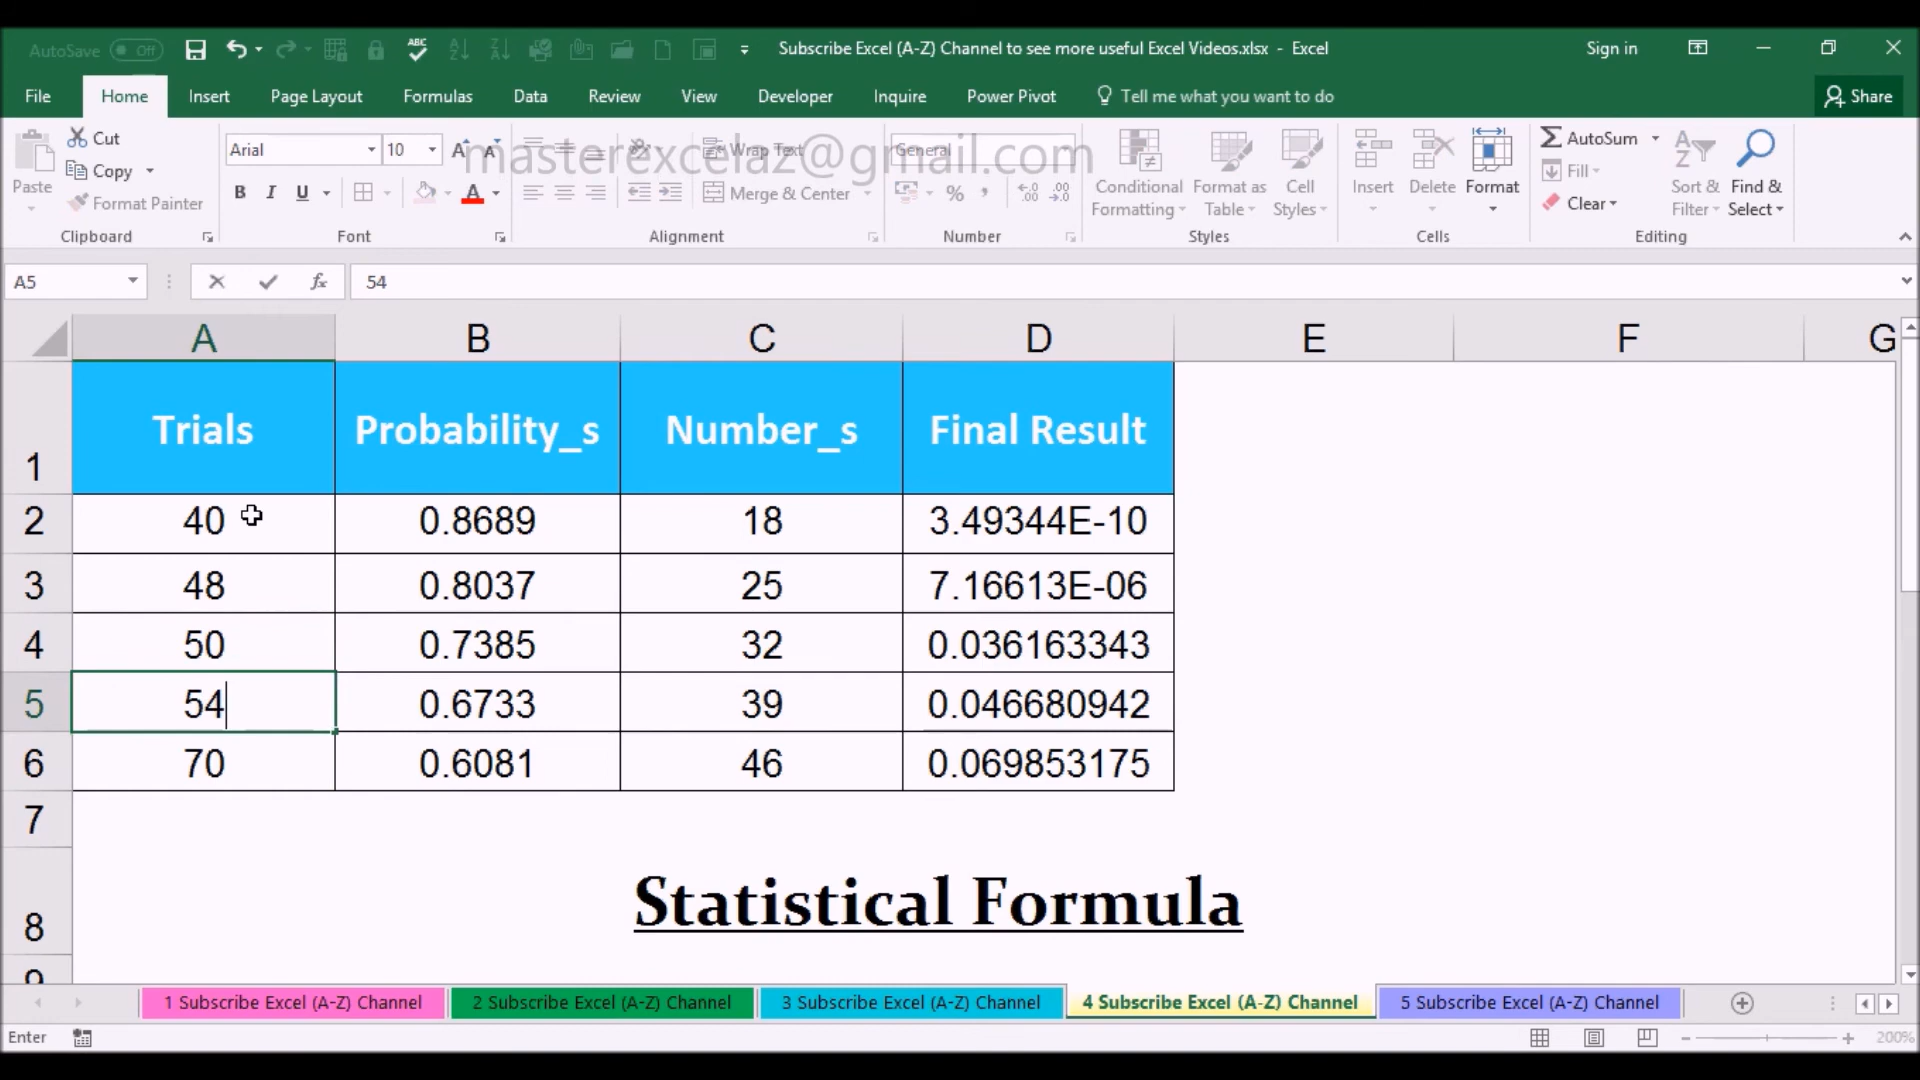 AutoSave Off Subscribe Excel (A-Z) Channel to see more useful Excel Videos.xlsx - Excel Sign in
File Home Insert Page Layout Formulas Data Review View Developer Inquire Power Pivot Tell me what you want to do Share
Paste Cut Copy Format Painter Clipboard
Arial 10 B I U A Font
Wrap Text Merge & Center Alignment
masterexcelaz@gmail.com
General % Number
Conditional Formatting Format as Table Cell Styles Styles
Insert Delete Format Cells
AutoSum Fill Clear Sort & Filter Find & Select Editing
A5 fx 54
A B C D E F G
1 Trials Probability_s Number_s Final Result
2 40 0.8689 18 3.49344E-10
3 48 0.8037 25 7.16613E-06
4 50 0.7385 32 0.036163343
5 54 0.6733 39 0.046680942
6 70 0.6081 46 0.069853175
7
8 Statistical Formula
9
1 Subscribe Excel (A-Z) Channel 2 Subscribe Excel (A-Z) Channel 3 Subscribe Excel (A-Z) Channel 4 Subscribe Excel (A-Z) Channel 5 Subscribe Excel (A-Z) Channel
Enter 200%